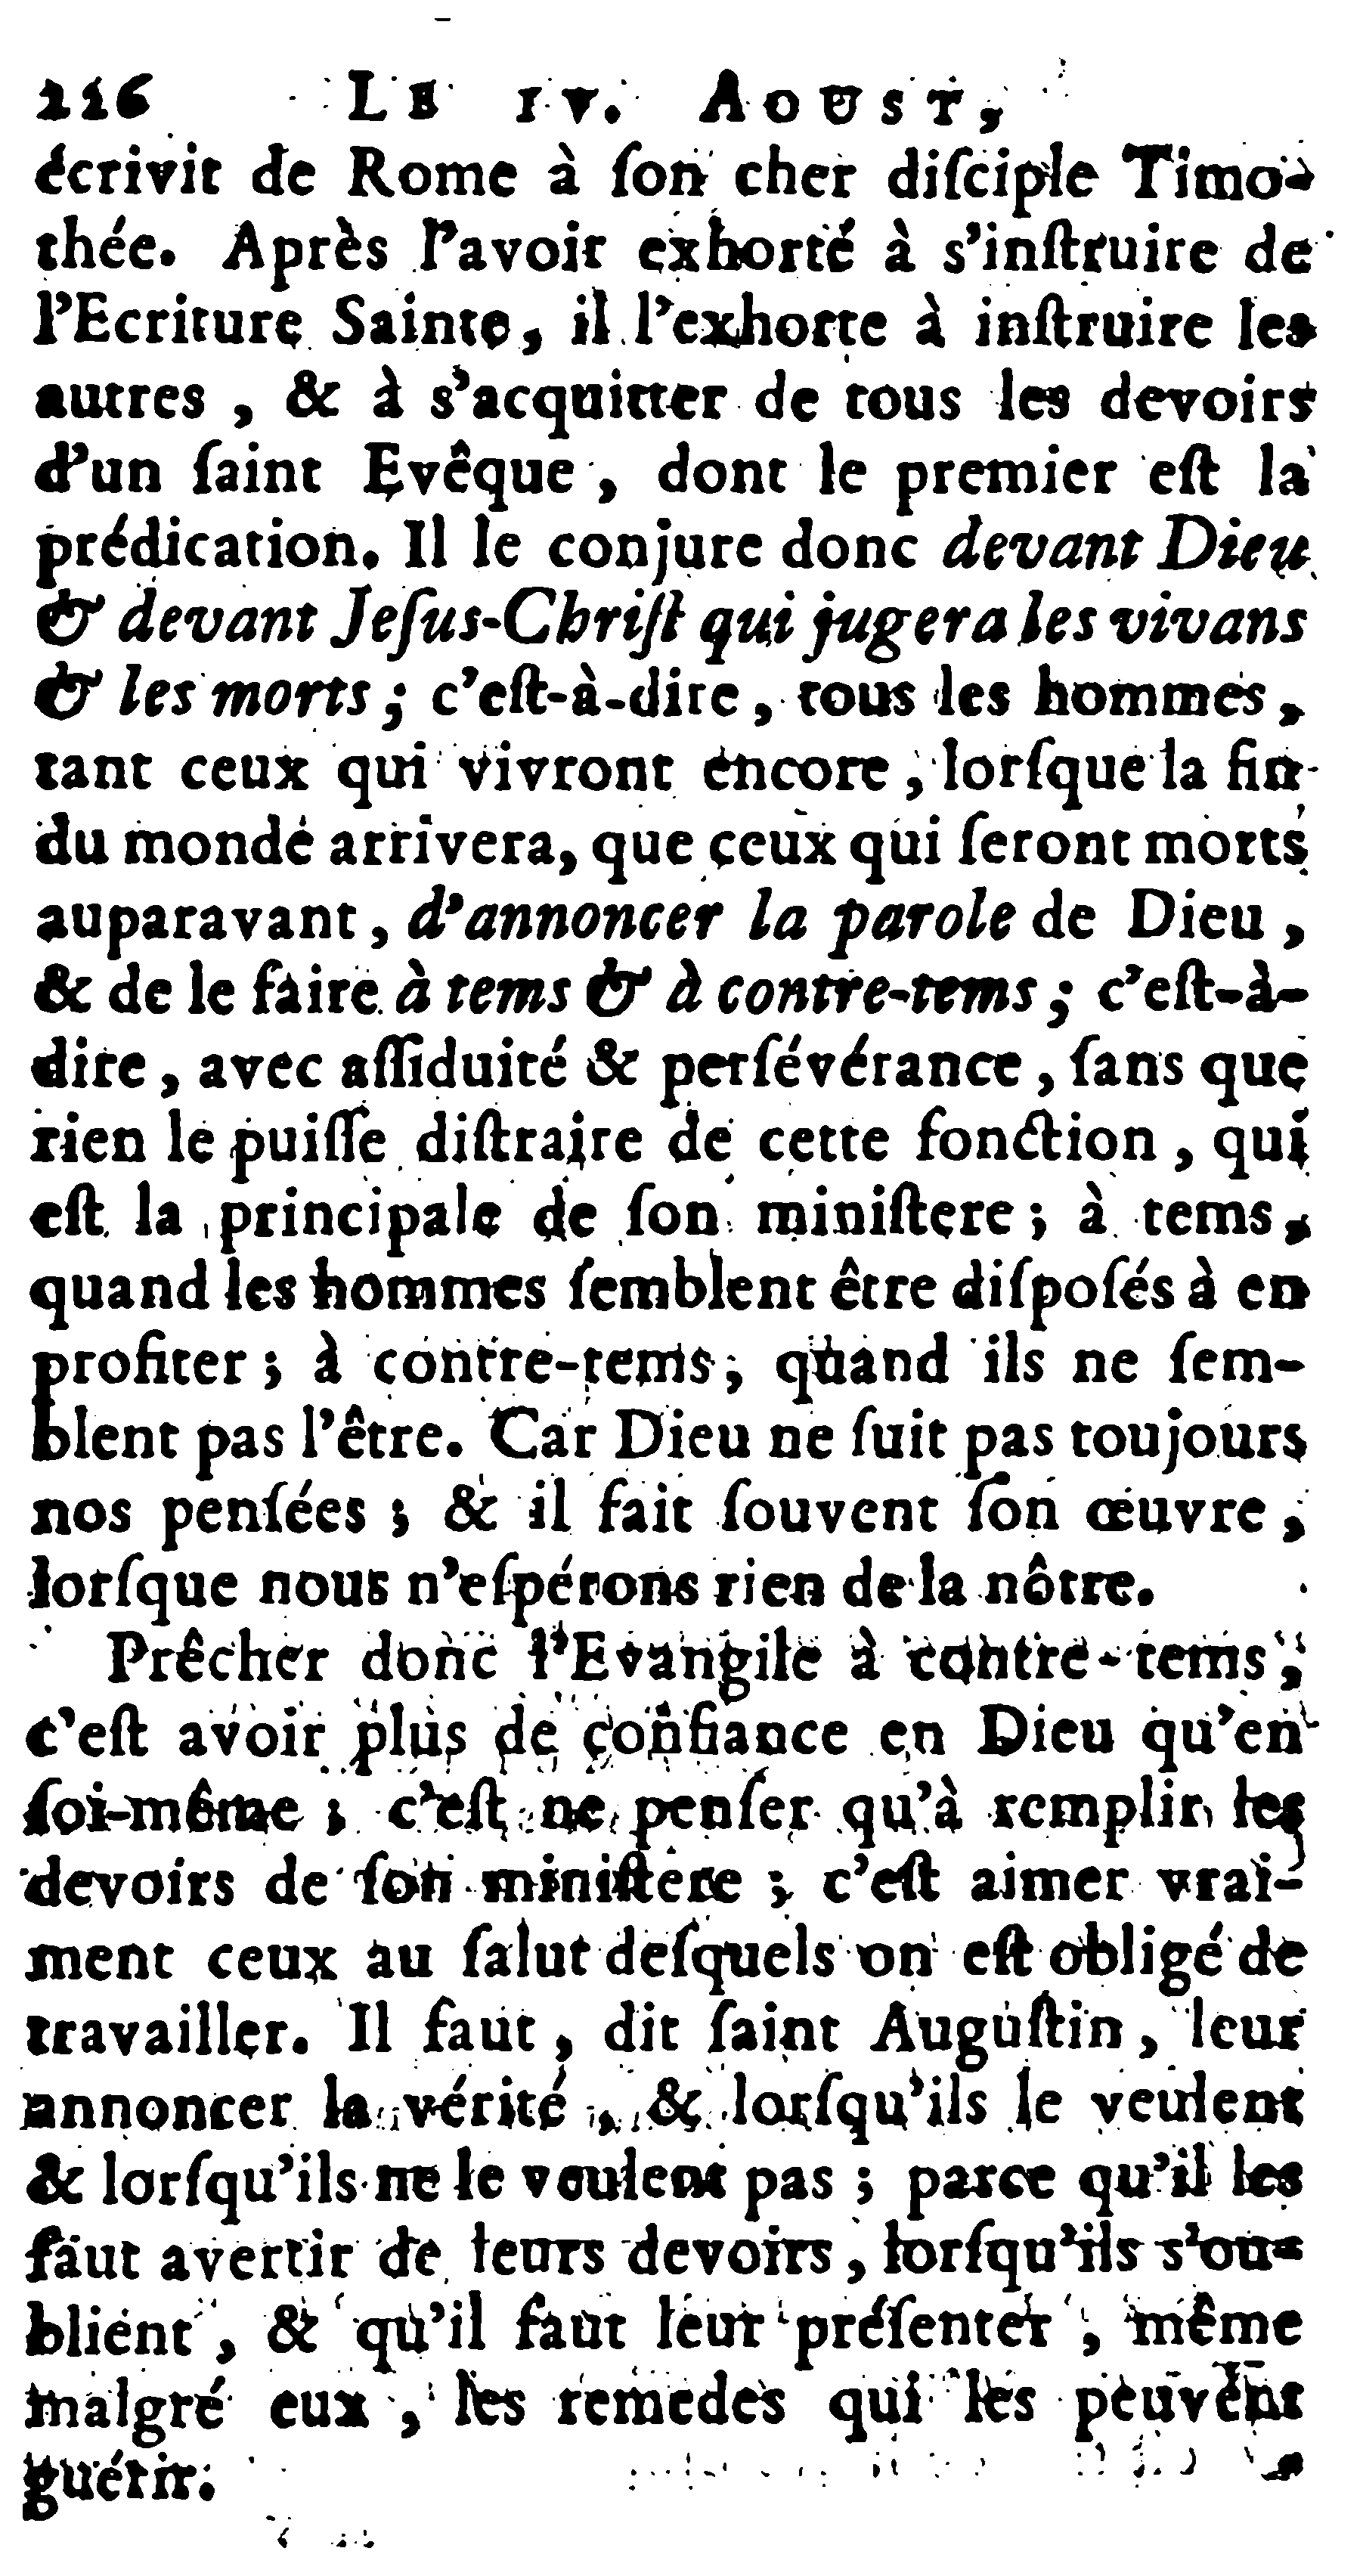 226 LE IV. AOUST,
écrivit de Rome à ſon cher diſciple Timo-
thée. Après l'avoir exhorté à s'inſtruire de
l'Ecriture Sainte, il l'exhorte à inſtruire les
autres , & à s'acquitter de tous les devoirs
d'un ſaint Evêque , dont le premier eſt la
prédication. Il le conjure donc devant Dieu
& devant Jeſus-Chriſt qui jugera les vivans
& les morts ; c'eſt-à-dire , tous les hommes ,
tant ceux qui vivront encore , lorſque la fin
du monde arrivera, que ceux qui ſeront morts
auparavant , d'annoncer la parole de Dieu ,
& de le faire à tems & à contre-tems ; c'eſt-à-
dire , avec aſſiduité & perſévérance , ſans que
rien le puiſſe diſtraire de cette fonction , qui
eſt la principale de ſon miniſtere ; à tems ,
quand les hommes ſemblent être diſpoſés à en
profiter ; à contre-tems , quand ils ne ſem-
blent pas l'être. Car Dieu ne ſuit pas toujours
nos penſées ; & il fait ſouvent ſon œuvre ,
lorſque nous n'eſpérons rien de la nôtre.
Prêcher donc l'Evangile à contre-tems ,
c'eſt avoir plus de confiance en Dieu qu'en
ſoi-même ; c'eſt ne penſer qu'à remplir les
devoirs de ſon miniſtere ; c'eſt aimer vrai-
ment ceux au ſalut deſquels on eſt obligé de
travailler. Il faut , dit ſaint Auguſtin , leur
annoncer la vérité , & lorſqu'ils le veulent
& lorſqu'ils ne le veulent pas ; parce qu'il les
faut avertir de leurs devoirs , lorſqu'ils s'ou-
blient , & qu'il faut leur préſenter , même
malgré eux , les remedes qui les peuvent
guérir.